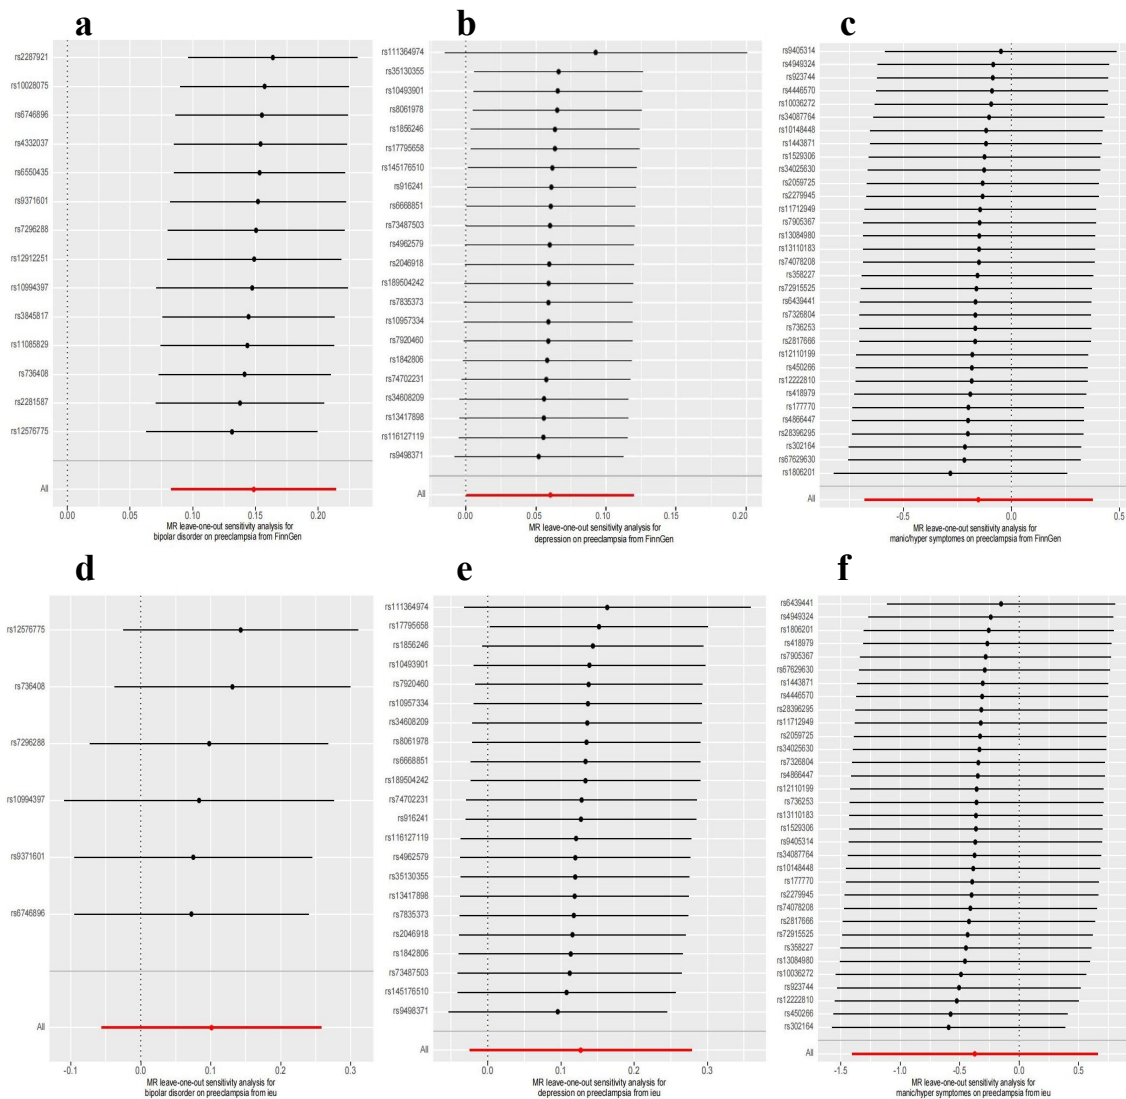 a
rs2287921
rs10028075
rs6746896
rs4332037
rs6550435
rs9371601
rs7296288
rs12912251
rs10994397
rs3845817
rs11085829
rs736408
rs2281587
rs12576775
All
0.00 0.05 0.10 0.15 0.20
MR leave-one-out sensitivity analysis for
bipolar disorder on preeclampsia from FinnGen
b
rs111364974
rs35130355
rs10493901
rs8061978
rs1856246
rs17795658
rs145176510
rs916241
rs6668851
rs73487503
rs4962579
rs2046918
rs189504242
rs7835373
rs10957334
rs7920460
rs1842806
rs74702231
rs34608209
rs13417898
rs116127119
rs9498371
All
0.00 0.05 0.10 0.15 0.20
MR leave-one-out sensitivity analysis for
depression on preeclampsia from FinnGen
c
rs9405314
rs4949324
rs923744
rs4446570
rs10036272
rs34087764
rs10148448
rs1443871
rs1529306
rs34025630
rs2059725
rs2279945
rs11712949
rs7905367
rs13084980
rs13110183
rs74078208
rs358227
rs72915525
rs6439441
rs7326804
rs736253
rs2817666
rs12110199
rs450266
rs12222810
rs418979
rs177770
rs4866447
rs28396295
rs302164
rs67629630
rs1806201
All
-0.5 0.0 0.5
MR leave-one-out sensitivity analysis for
manic/hyper symptomes on preeclampsia from FinnGen
d
rs12576775
rs736408
rs7296288
rs10994397
rs9371601
rs6746896
All
-0.1 0.0 0.1 0.2 0.3
MR leave-one-out sensitivity analysis for
bipolar disorder on preeclampsia from ieu
e
rs111364974
rs17795658
rs1856246
rs10493901
rs7920460
rs10957334
rs34608209
rs8061978
rs6668851
rs189504242
rs74702231
rs916241
rs116127119
rs4962579
rs35130355
rs13417898
rs7835373
rs2046918
rs1842806
rs73487503
rs145176510
rs9498371
All
0.0 0.1 0.2 0.3
MR leave-one-out sensitivity analysis for
depression on preeclampsia from ieu
f
rs6439441
rs4949324
rs1806201
rs418979
rs7905367
rs67629630
rs1443871
rs4446570
rs28396295
rs11712949
rs2059725
rs34025630
rs7326804
rs4866447
rs12110199
rs736253
rs13110183
rs1529306
rs9405314
rs34087764
rs10148448
rs177770
rs2279945
rs74078208
rs2817666
rs72915525
rs358227
rs13084980
rs10036272
rs923744
rs12222810
rs450266
rs302164
All
-1.5 -1.0 -0.5 0.0 0.5
MR leave-one-out sensitivity analysis for
manic/hyper symptomes on preeclampsia from ieu